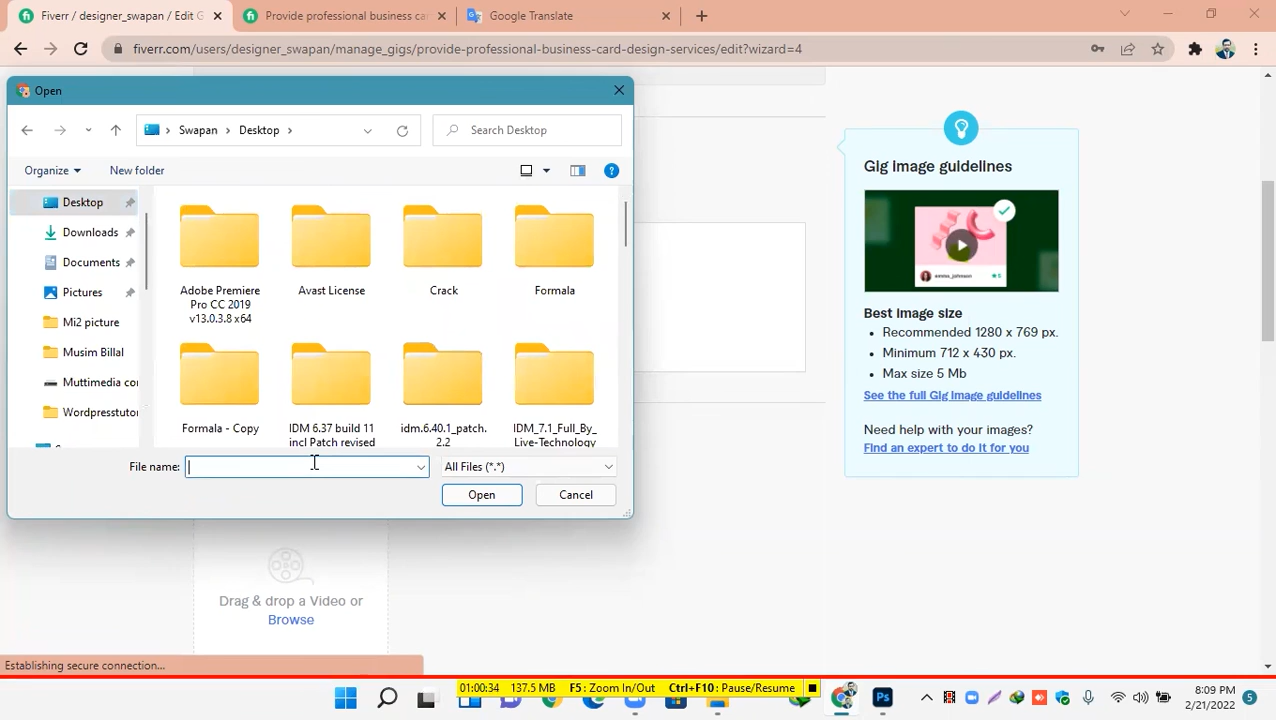 Fiverr / designer_swapan / Edit G
Provide professional business car
Google Translate
fiverr.com/users/designer_swapan/manage_gigs/provide-professional-business-card-design-services/edit?wizard=4
Open
Swapan
Desktop
Search Desktop
Organize
New folder
Desktop
Downloads
Documents
Pictures
Mi2 picture
Musim Billal
Muttimedia cor
Wordpresstutor
Adobe Premiere
Pro CC 2019
v13.0.3.8 x64
Avast License
Crack
Formala
Formala - Copy
IDM 6.37 build 11
incl Patch revised
idm.6.40.1_patch.
2.2
IDM_7.1_Full_By_
Live-Technology
File name:
All Files (*.*)
Open
Cancel
Gig image guidelines
Best image size
• Recommended 1280 x 769 px.
• Minimum 712 x 430 px.
• Max size 5 Mb
See the full Gig image guidelines
Need help with your images?
Find an expert to do it for you
Drag & drop a Video or
Browse
Establishing secure connection...
01:00:34 137.5 MB F5: Zoom In/Out Ctrl+F10: Pause/Resume
Ps
8:09 PM
2/21/2022
5